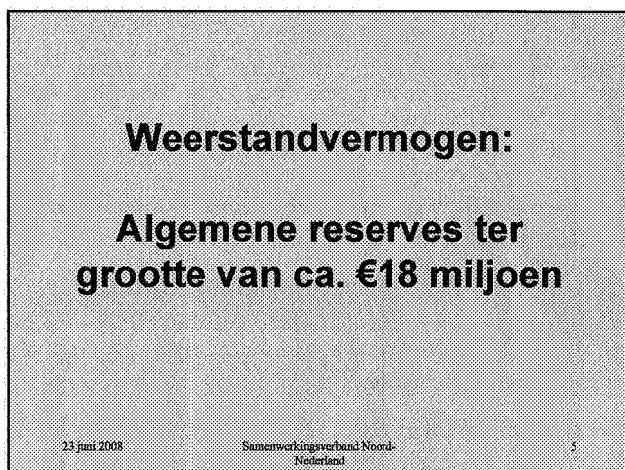 Weerstandvermogen:
Algemene reserves ter
grootte van ca. €18 miljoen
23 juni 2008
Samenwerkingsverband Noord-
Nederland
5